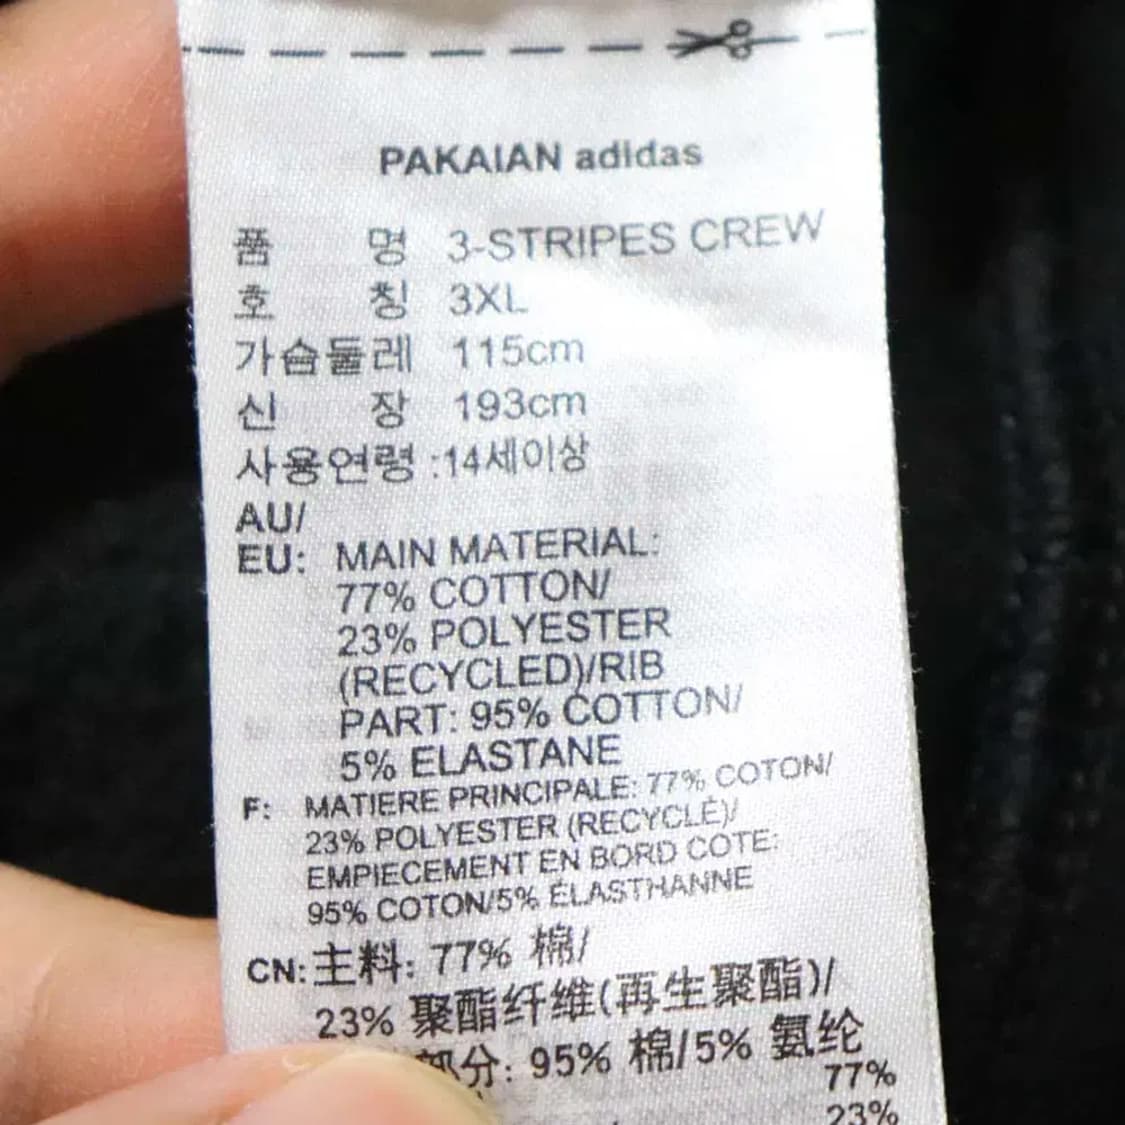 PAKAIAN adidas
품 명 3-STRIPES CREW
호 칭 3XL
가슴둘레 115cm
신 장 193cm
사용연령 :14세이상
AU/
EU: MAIN MATERIAL:
77% COTTON/
23% POLYESTER
(RECYCLED)/RIB
PART: 95% COTTON/
5% ELASTANE
F: MATIERE PRINCIPALE: 77% COTON/
23% POLYESTER (RECYCLÉ)/
EMPIECEMENT EN BORD COTE:
95% COTON/5% ÉLASTHANNE
CN: 主料: 77% 棉/
23% 聚酯纤维(再生聚酯)/
部分: 95% 棉/5% 氨纶
77%
23%